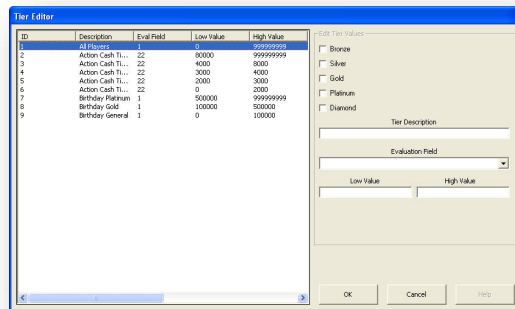 Tier Editor
ID Description Eval Field Low Value High Value
1 All Players 1 0 999999999
2 Action Cash Ti... 22 80000 99999999
3 Action Cash Ti... 22 4000 8000
4 Action Cash Ti... 22 3000 4000
5 Action Cash Ti... 22 2000 3000
6 Action Cash Ti... 22 0 2000
7 Birthday Platinum 1 500000 999999999
8 Birthday Gold 1 100000 500000
9 Birthday General 1 0 100000
Edit Tier Values
Bronze
Silver
Gold
Platinum
Diamond
Tier Description
Evaluation Field
Low Value High Value
OK Cancel Help